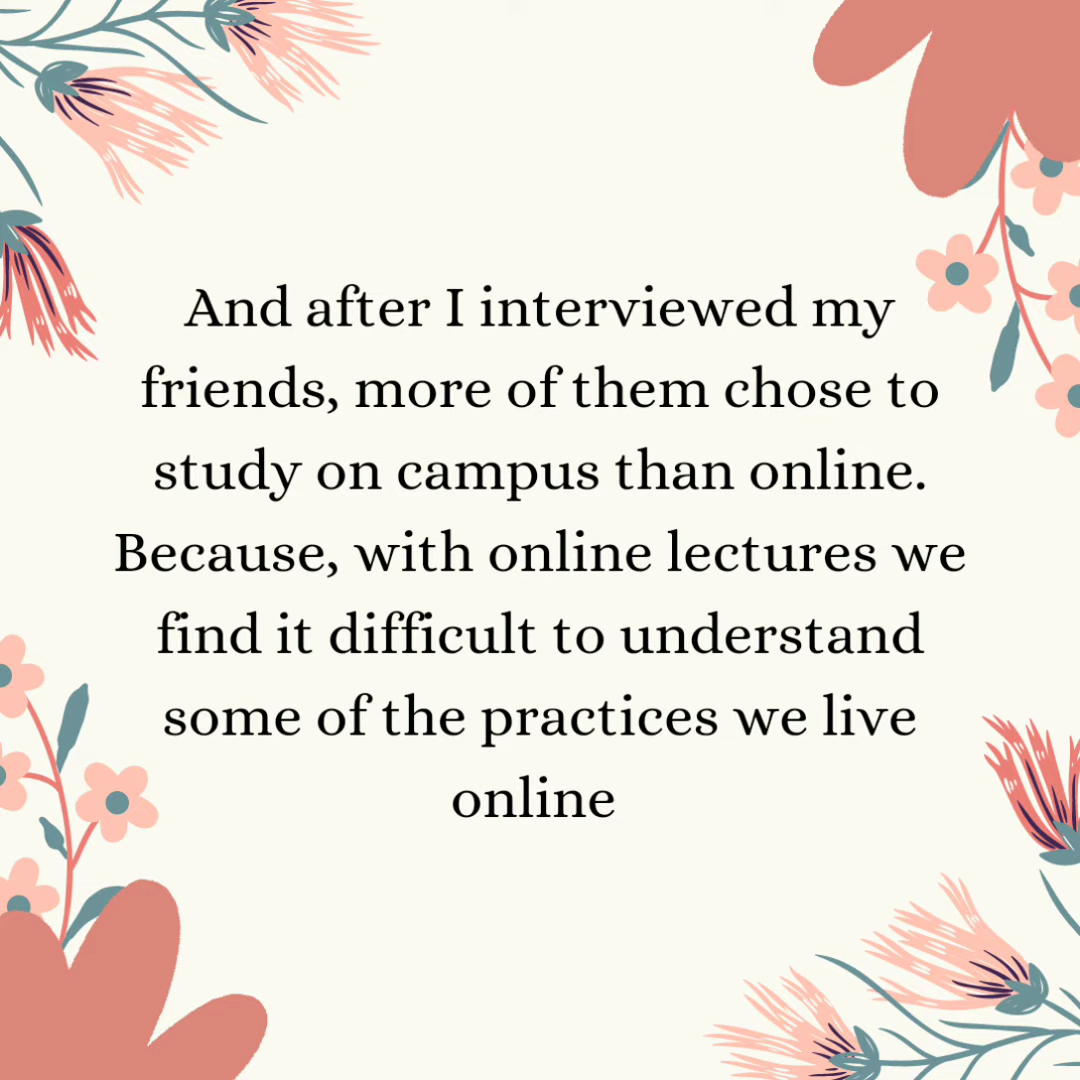 And after I interviewed my
friends, more of them chose to
study on campus than online.
Because, with online lectures we
find it difficult to understand
some of the practices we live
online